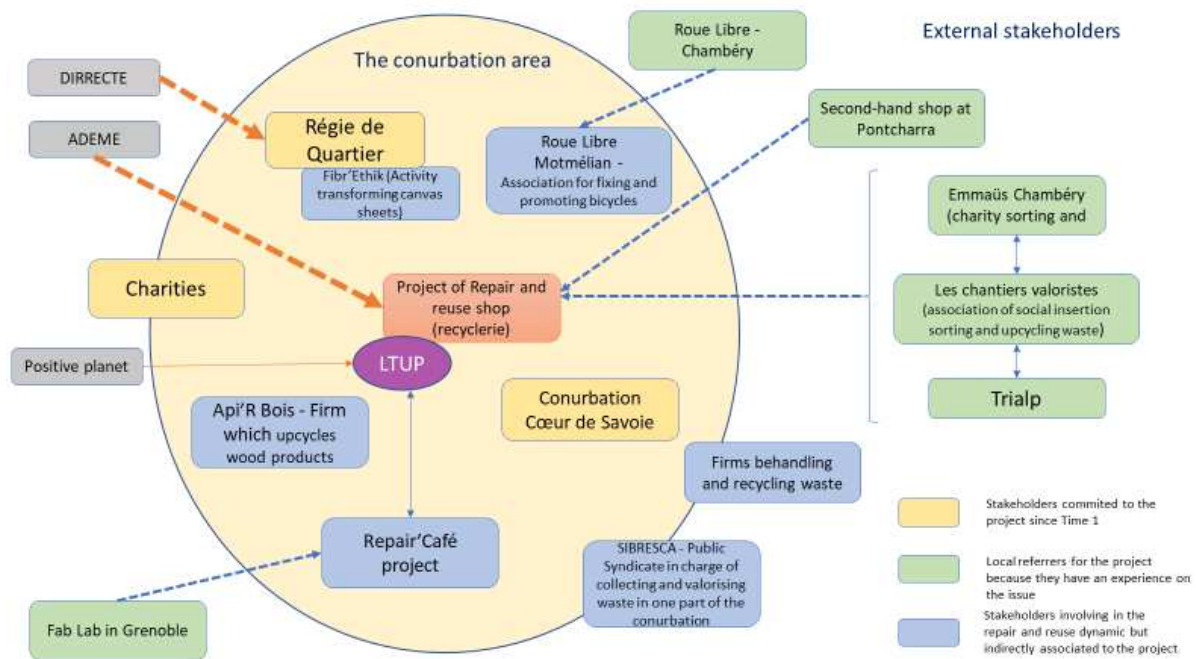 Roue Libre -
Chambéry
External stakeholders
The conurbation area
DIRRECTE
ADEME
Second-hand shop at
Pontcharra
Régie de
Quartier
Fibr'Ethik (Activity
transforming canvas
sheets)
Roue Libre
Motmélian -
Association for fixing and
promoting bicycles
Emmaüs Chambéry
(charity sorting and
Charities
Project of Repair and
reuse shop
(recyclerie)
Les chantiers valoristes
(association of social insertion
sorting and upcycling waste)
LTUP
Positive planet
Trialp
Api'R Bois - Firm
which upcycles
wood products
Conurbation
Cœur de Savoie
Firms behandling
and recycling waste
Stakeholders commited to the
project since Time 1
Repair'Café
project
SIBRESCA - Public
Syndicate in charge of
collecting and valorising
waste in one part of the
conurbation
Local referrers for the project
because they have an experience on
the issue
Fab Lab in Grenoble
Stakeholders involving in the
repair and reuse dynamic but
indirectly associated to the project